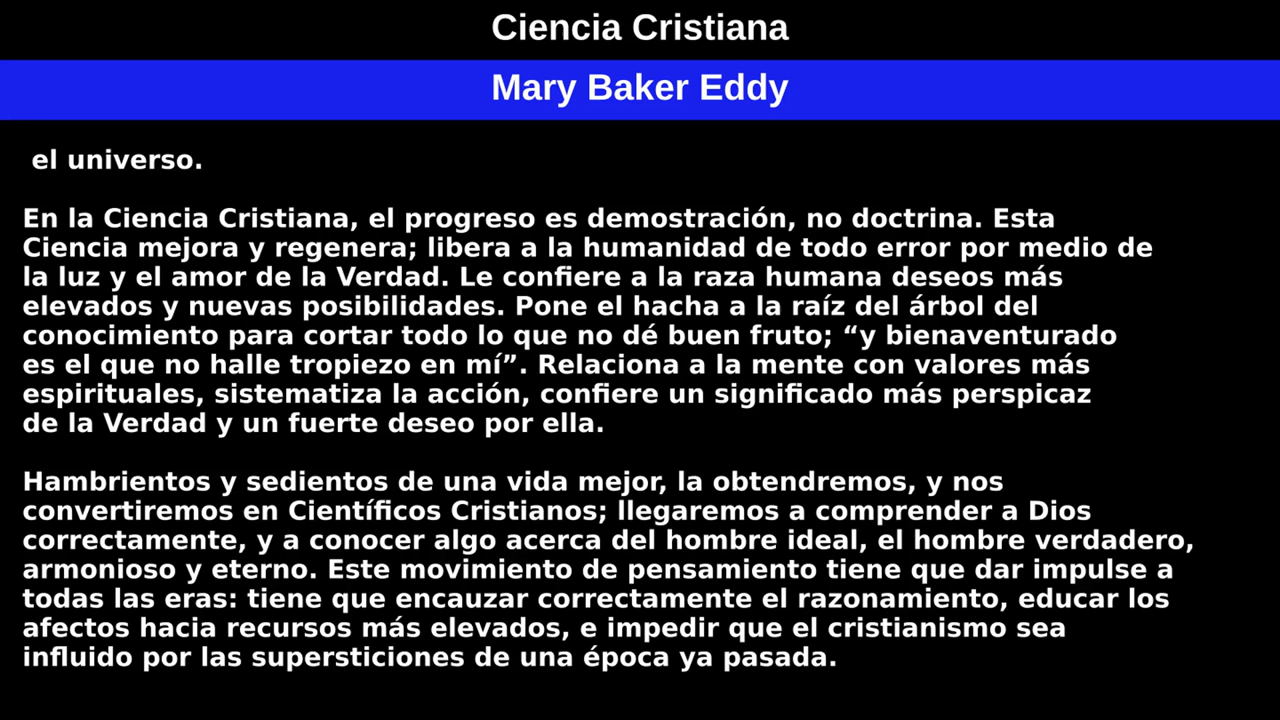 Ciencia Cristiana
Mary Baker Eddy
el universo.
En la Ciencia Cristiana, el progreso es demostración, no doctrina. Esta
Ciencia mejora y regenera; libera a la humanidad de todo error por medio de
la luz y el amor de la Verdad. Le confiere a la raza humana deseos más
elevados y nuevas posibilidades. Pone el hacha a la raíz del árbol del
conocimiento para cortar todo lo que no dé buen fruto; “y bienaventurado
es el que no halle tropiezo en mí”. Relaciona a la mente con valores más
espirituales, sistematiza la acción, confiere un significado más perspicaz
de la Verdad y un fuerte deseo por ella.
Hambrientos y sedientos de una vida mejor, la obtendremos, y nos
convertiremos en Científicos Cristianos; llegaremos a comprender a Dios
correctamente, y a conocer algo acerca del hombre ideal, el hombre verdadero,
armonioso y eterno. Este movimiento de pensamiento tiene que dar impulse a
todas las eras: tiene que encauzar correctamente el razonamiento, educar los
afectos hacia recursos más elevados, e impedir que el cristianismo sea
influido por las supersticiones de una época ya pasada.